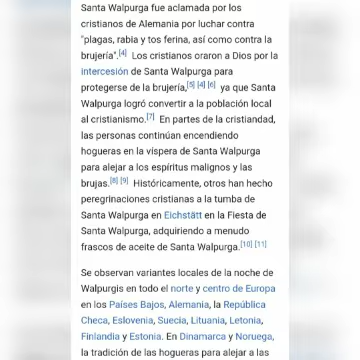 Santa Walpurga fue aclamada por los
cristianos de Alemania por luchar contra
"plagas, rabia y tos ferina, así como contra la
brujería".[4] Los cristianos oraron a Dios por la
intercesión de Santa Walpurga para
protegerse de la brujería,[5] [4] [6] ya que Santa
Walpurga logró convertir a la población local
al cristianismo.[7] En partes de la cristiandad,
las personas continúan encendiendo
hogueras en la víspera de Santa Walpurga
para alejar a los espíritus malignos y las
brujas.[8] [9] Históricamente, otros han hecho
peregrinaciones cristianas a la tumba de
Santa Walpurga en Eichstätt en la Fiesta de
Santa Walpurga, adquiriendo a menudo
frascos de aceite de Santa Walpurga.[10] [11]
Se observan variantes locales de la noche de
Walpurgis en todo el norte y centro de Europa
en los Países Bajos, Alemania, la República
Checa, Eslovenia, Suecia, Lituania, Letonia,
Finlandia y Estonia. En Dinamarca y Noruega,
la tradición de las hogueras para alejar a las